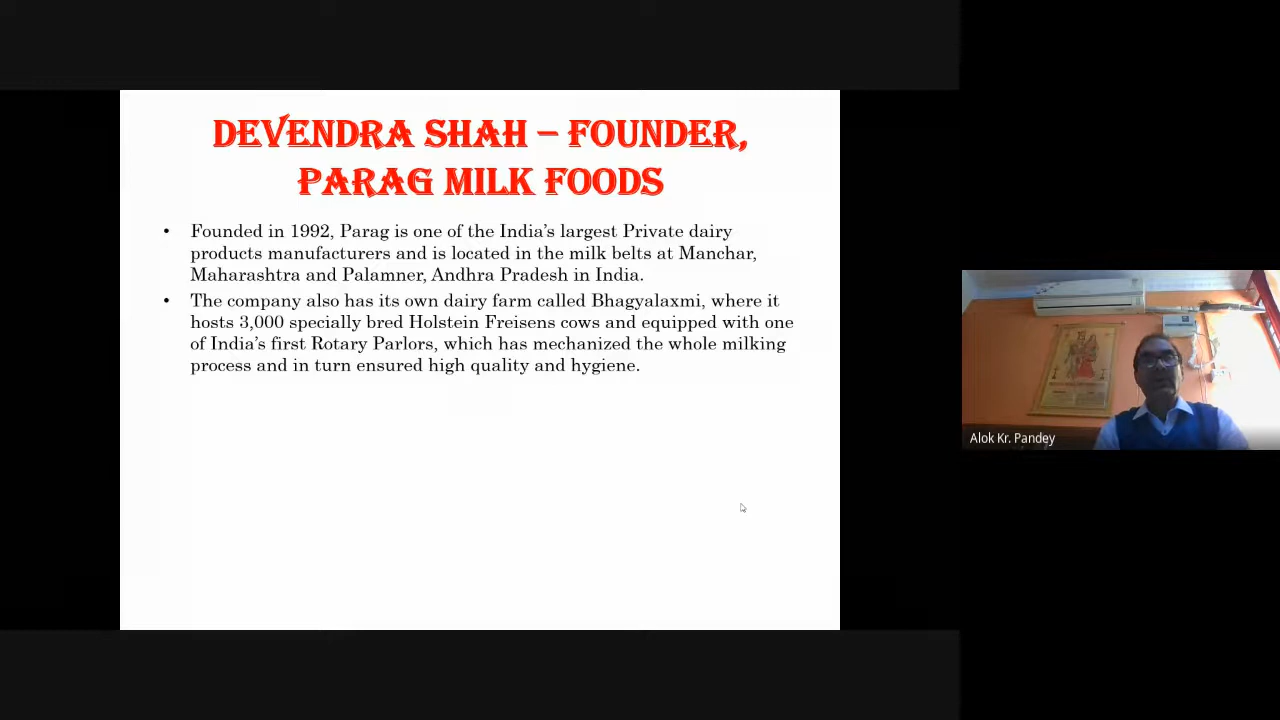 DEVENDRA SHAH – FOUNDER,
PARAG MILK FOODS
• Founded in 1992, Parag is one of the India's largest Private dairy
products manufacturers and is located in the milk belts at Manchar,
Maharashtra and Palamner, Andhra Pradesh in India.
• The company also has its own dairy farm called Bhagyalaxmi, where it
hosts 3,000 specially bred Holstein Freisens cows and equipped with one
of India's first Rotary Parlors, which has mechanized the whole milking
process and in turn ensured high quality and hygiene.
Alok Kr. Pandey